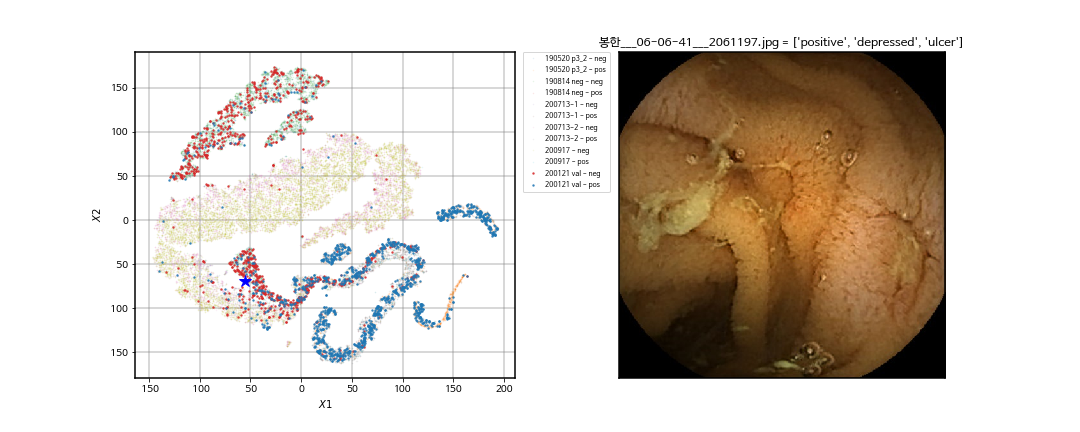 봉한___06-06-41___2061197.jpg = ['positive', 'depressed', 'ulcer']
190520 p3_2 - neg
190520 p3_2 - pos
190814 neg - neg
190814 neg - pos
200713-1 - neg
200713-1 - pos
200713-2 - neg
200713-2 - pos
200917 - neg
200917 - pos
200121 val - neg
200121 val - pos
X2
150
100
50
0
50
100
150
150 100 50 0 50 100 150 200
X1